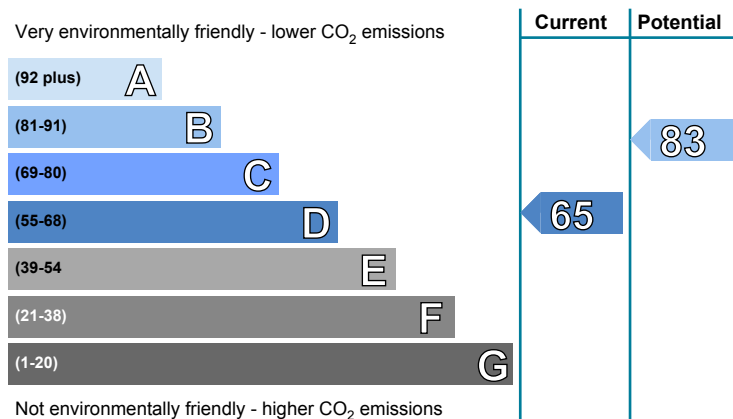 Very environmentally friendly - lower CO₂ emissions
Current
Potential
(92 plus) A
(81-91) B
83
(69-80) C
(55-68) D
65
(39-54 E
(21-38) F
(1-20) G
Not environmentally friendly - higher CO₂ emissions